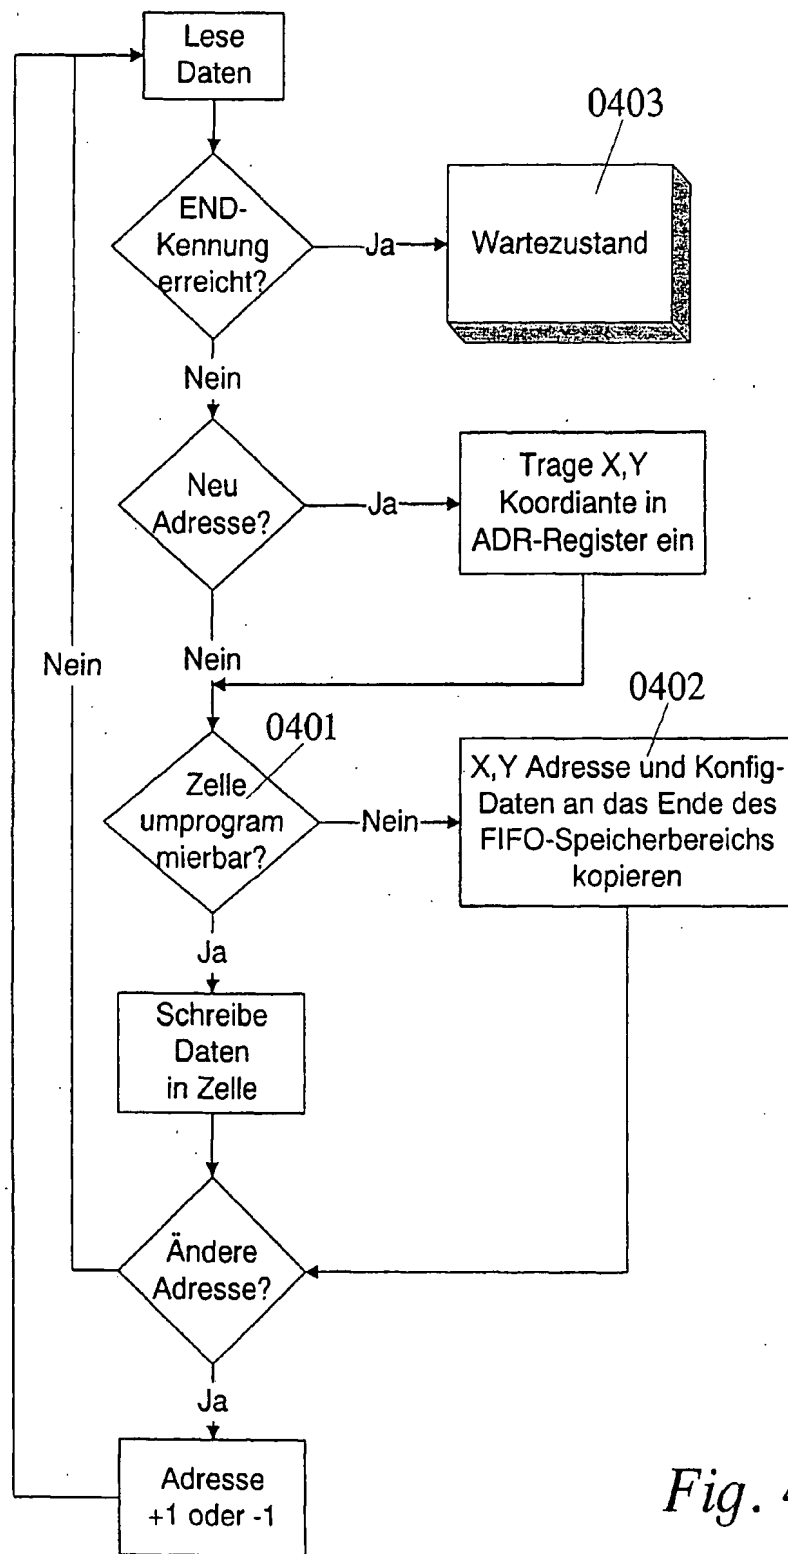 Lese
Daten
0403
END-
Kennung
erreicht?
Ja
Wartezustand
Nein
Neu
Adresse?
Ja
Trage X,Y
Koordiante in
ADR-Register ein
Nein
Nein
0401
0402
Zelle
umprogram
mierbar?
Nein
X,Y Adresse und Konfig-
Daten an das Ende des
FIFO-Speicherbereichs
kopieren
Ja
Schreibe
Daten
in Zelle
Ändere
Adresse?
Ja
Adresse
+1 oder -1
Fig. 4